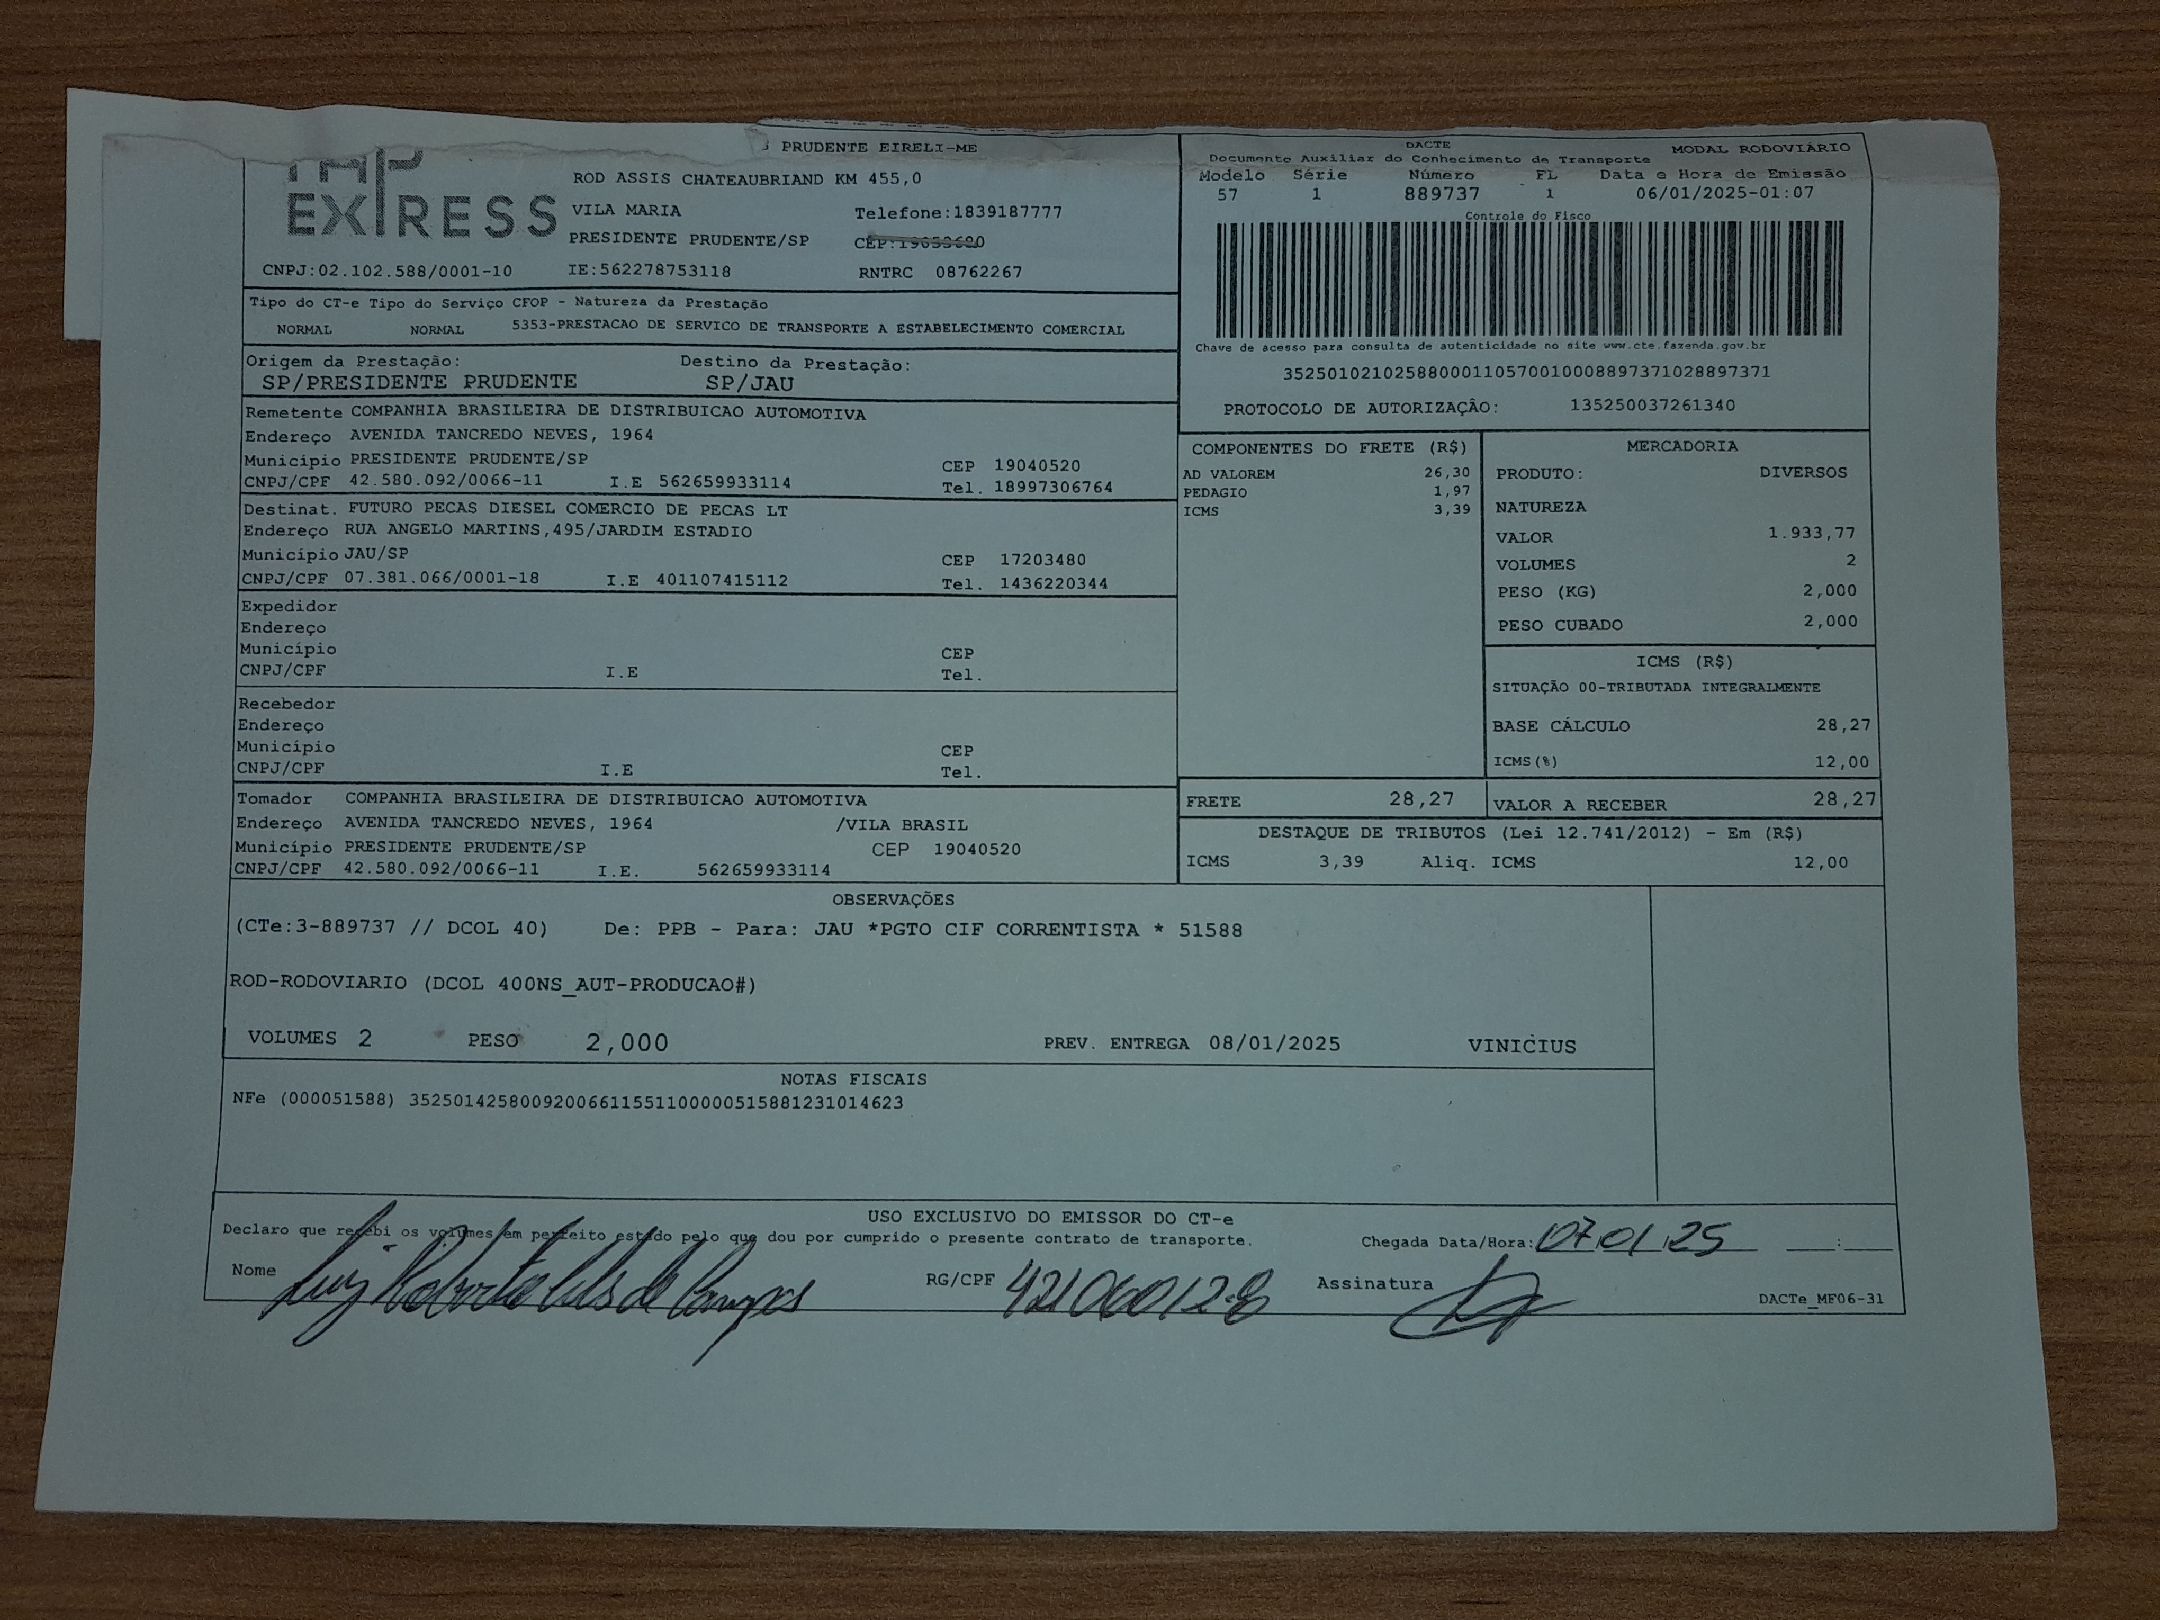 PRUDENTE EIRELI-ME
EXPRESS
ROD ASSIS CHATEAUBRIAND KM 455,0
VILA MARIA Telefone:1839187777
PRESIDENTE PRUDENTE/SP
CNPJ:02.102.588/0001-10 IE:562278753118 RNTRC 08762267
DACTE MODAL RODOVIÁRIO
Documento Auxiliar do Conhecimento de Transporte
Modelo Série Número FL Data e Hora de Emissão
57 1 889737 1 06/01/2025-01:07
Controle do Fisco
Chave de acesso para consulta de autenticidade no site www.cte.fazenda.gov.br
35250102102588000110570010008897371028897371
PROTOCOLO DE AUTORIZAÇÃO: 135250037261340
Tipo do CT-e Tipo do Serviço CFOP - Natureza da Prestação
NORMAL NORMAL 5353-PRESTACAO DE SERVICO DE TRANSPORTE A ESTABELECIMENTO COMERCIAL
Origem da Prestação: Destino da Prestação:
SP/PRESIDENTE PRUDENTE SP/JAU
Remetente COMPANHIA BRASILEIRA DE DISTRIBUICAO AUTOMOTIVA
Endereço AVENIDA TANCREDO NEVES, 1964
Município PRESIDENTE PRUDENTE/SP CEP 19040520
CNPJ/CPF 42.580.092/0066-11 I.E 562659933114 Tel. 18997306764
Destinat. FUTURO PECAS DIESEL COMERCIO DE PECAS LT
Endereço RUA ANGELO MARTINS,495/JARDIM ESTADIO
Município JAU/SP CEP 17203480
CNPJ/CPF 07.381.066/0001-18 I.E 401107415112 Tel. 1436220344
Expedidor
Endereço
Município CEP
CNPJ/CPF I.E Tel.
Recebedor
Endereço
Município CEP
CNPJ/CPF I.E Tel.
Tomador COMPANHIA BRASILEIRA DE DISTRIBUICAO AUTOMOTIVA
Endereço AVENIDA TANCREDO NEVES, 1964 /VILA BRASIL
Município PRESIDENTE PRUDENTE/SP CEP 19040520
CNPJ/CPF 42.580.092/0066-11 I.E. 562659933114
COMPONENTES DO FRETE (R$)
AD VALOREM 26,30
PEDAGIO 1,97
ICMS 3,39
MERCADORIA
PRODUTO: DIVERSOS
NATUREZA
VALOR 1.933,77
VOLUMES 2
PESO (KG) 2,000
PESO CUBADO 2,000
ICMS (R$)
SITUAÇÃO 00-TRIBUTADA INTEGRALMENTE
BASE CÁLCULO 28,27
ICMS(%) 12,00
FRETE 28,27 VALOR A RECEBER 28,27
DESTAQUE DE TRIBUTOS (Lei 12.741/2012) - Em (R$)
ICMS 3,39 Aliq. ICMS 12,00
OBSERVAÇÕES
(CTe:3-889737 // DCOL 40) De: PPB - Para: JAU *PGTO CIF CORRENTISTA * 51588
ROD-RODOVIARIO (DCOL 400NS_AUT-PRODUCAO#)
VOLUMES 2 PESO 2,000 PREV. ENTREGA 08/01/2025 VINICIUS
NOTAS FISCAIS
NFe (000051588) 35250142580092006611551100000515881231014623
USO EXCLUSIVO DO EMISSOR DO CT-e
Declaro que recebi os volumes em perfeito estado pelo que dou por cumprido o presente contrato de transporte. Chegada Data/Hora: 07/01/25 __:__
Nome Luiz Roberto de Campos RG/CPF 42106012-8 Assinatura
DACTe_MF06-31